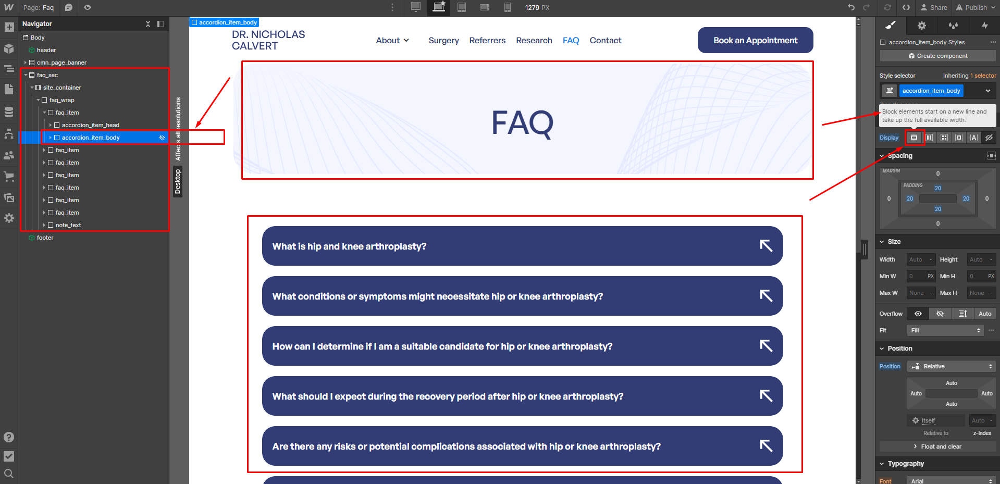 Page: Faq
1279 PX
Share
Publish
Navigator
Body
header
cmn_page_banner
faq_sec
site_container
faq_wrap
faq_item
accordion_item_head
accordion_item_body
faq_item
faq_item
faq_item
faq_item
faq_item
faq_item
note_text
footer
Desktop
accordion_item_body
DR. NICHOLAS
CALVERT
About
Surgery
Referrers
Research
FAQ
Contact
Book an Appointment
FAQ
What is hip and knee arthroplasty?
What conditions or symptoms might necessitate hip or knee arthroplasty?
How can I determine if I am a suitable candidate for hip or knee arthroplasty?
What should I expect during the recovery period after hip or knee arthroplasty?
Are there any risks or potential complications associated with hip or knee arthroplasty?
accordion_item_body Styles
Create component
Style selector
Inheriting 1 selector
accordion_item_body
Block elements start on a new line and
take up the full available width.
Display
Spacing
MARGIN
0
PADDING
20
0 20 20 0
20
0
Size
Width Auto - Height Auto -
Min W 0 PX Min H 0 PX
Max W None - Max H None -
Overflow Auto
Fit Fill
Position
Position Relative
Auto
Auto Auto
Auto
Itself Auto -
Relative to z-Index
Float and clear
Typography
Font Arial